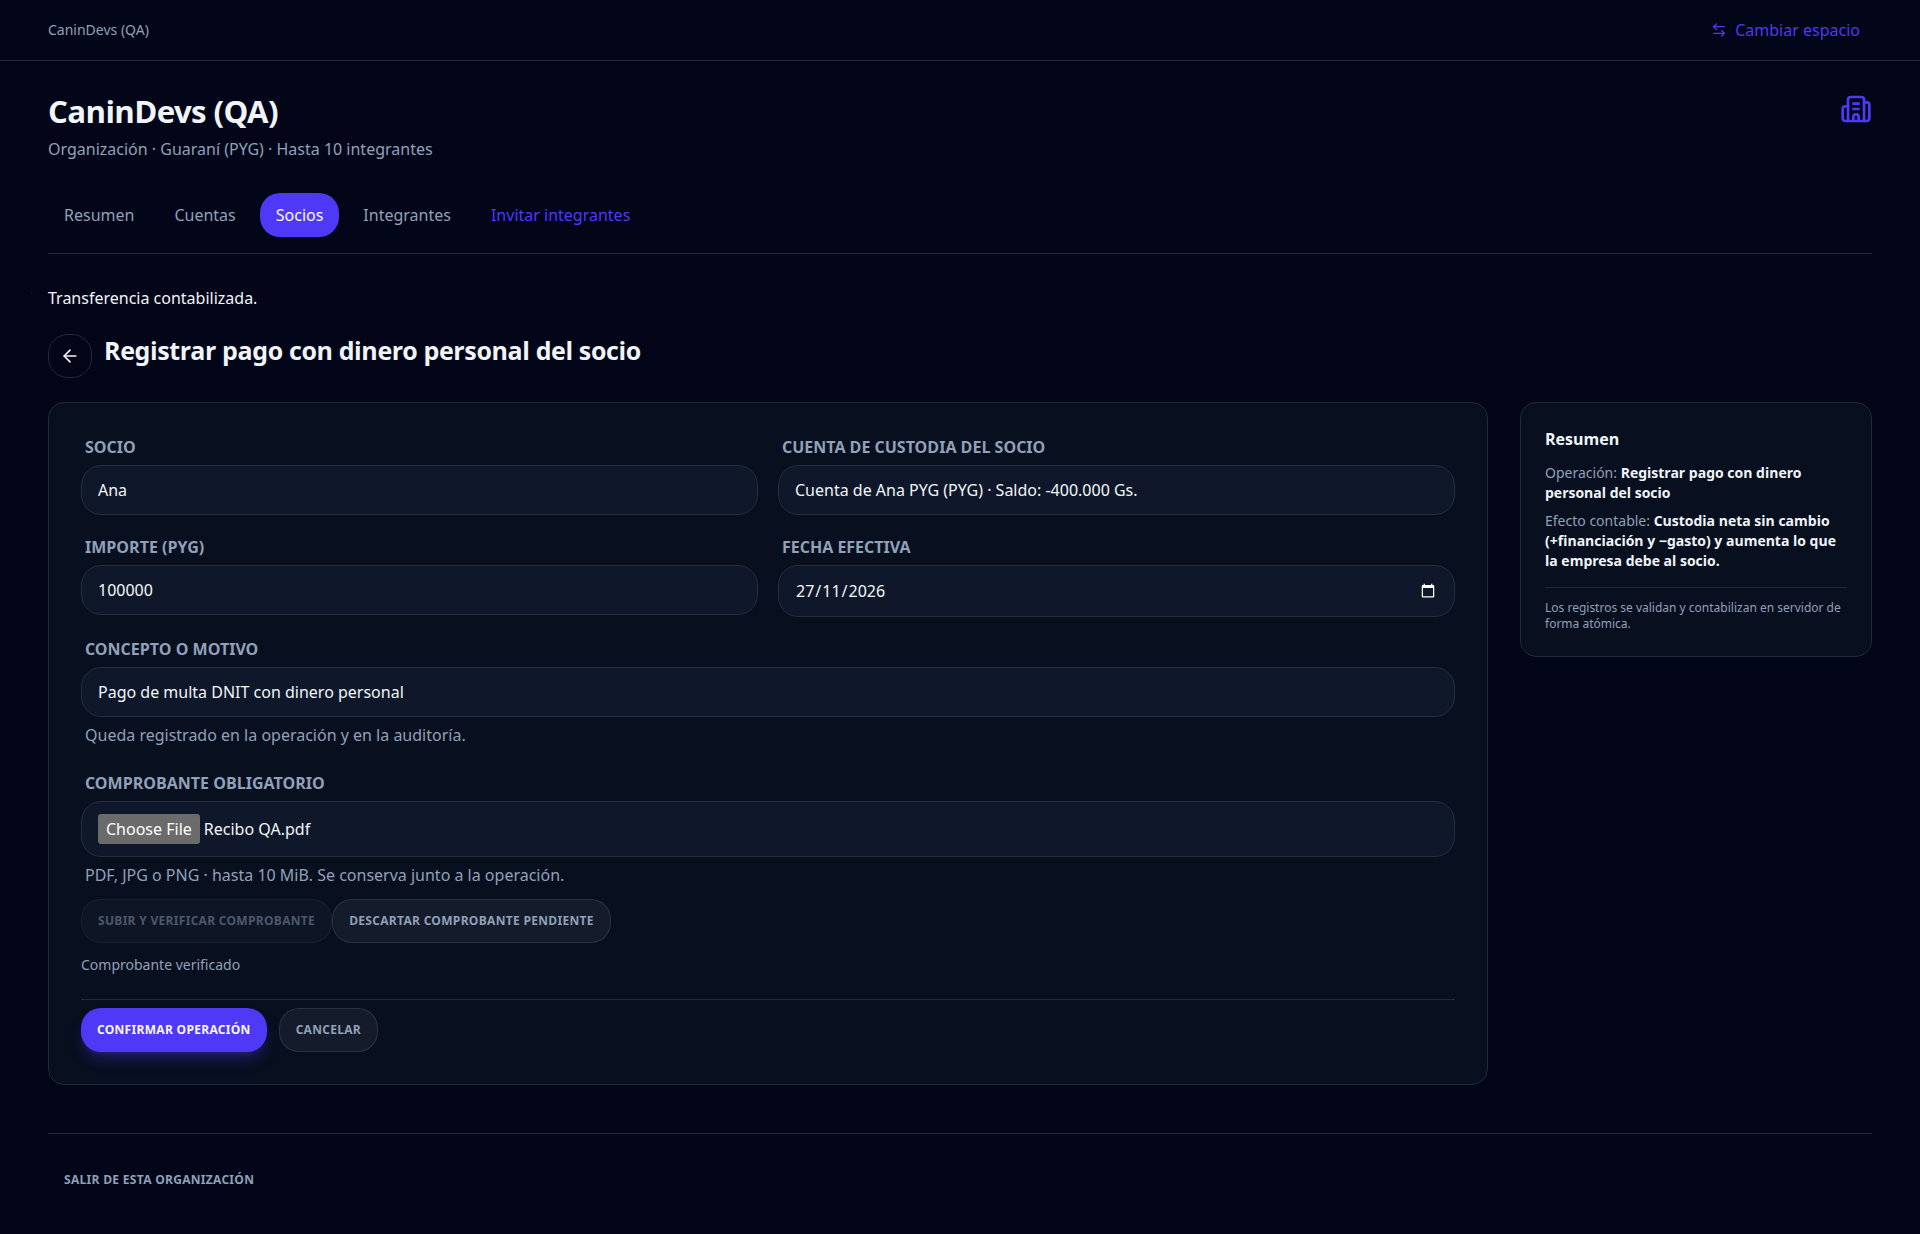 CaninDevs (QA)
Cambiar espacio
CaninDevs (QA)
Organización · Guaraní (PYG) · Hasta 10 integrantes
Resumen
Cuentas
Socios
Integrantes
Invitar integrantes
Transferencia contabilizada.
Registrar pago con dinero personal del socio
SOCIO
Ana
CUENTA DE CUSTODIA DEL SOCIO
Cuenta de Ana PYG (PYG) · Saldo: -400.000 Gs.
IMPORTE (PYG)
100000
FECHA EFECTIVA
27/11/2026
CONCEPTO O MOTIVO
Pago de multa DNIT con dinero personal
Queda registrado en la operación y en la auditoría.
COMPROBANTE OBLIGATORIO
Choose File Recibo QA.pdf
PDF, JPG o PNG · hasta 10 MiB. Se conserva junto a la operación.
SUBIR Y VERIFICAR COMPROBANTE
DESCARTAR COMPROBANTE PENDIENTE
Comprobante verificado
CONFIRMAR OPERACIÓN
CANCELAR
Resumen
Operación: Registrar pago con dinero
personal del socio
Efecto contable: Custodia neta sin cambio
(+financiación y −gasto) y aumenta lo que
la empresa debe al socio.
Los registros se validan y contabilizan en servidor de
forma atómica.
SALIR DE ESTA ORGANIZACIÓN